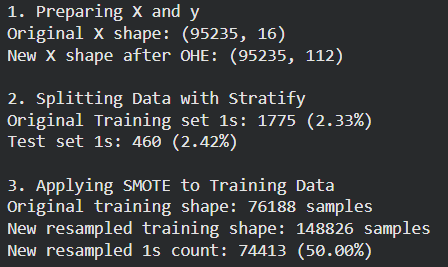 1. Preparing X and y
Original X shape: (95235, 16)
New X shape after OHE: (95235, 112)
2. Splitting Data with Stratify
Original Training set 1s: 1775 (2.33%)
Test set 1s: 460 (2.42%)
3. Applying SMOTE to Training Data
Original training shape: 76188 samples
New resampled training shape: 148826 samples
New resampled 1s count: 74413 (50.00%)